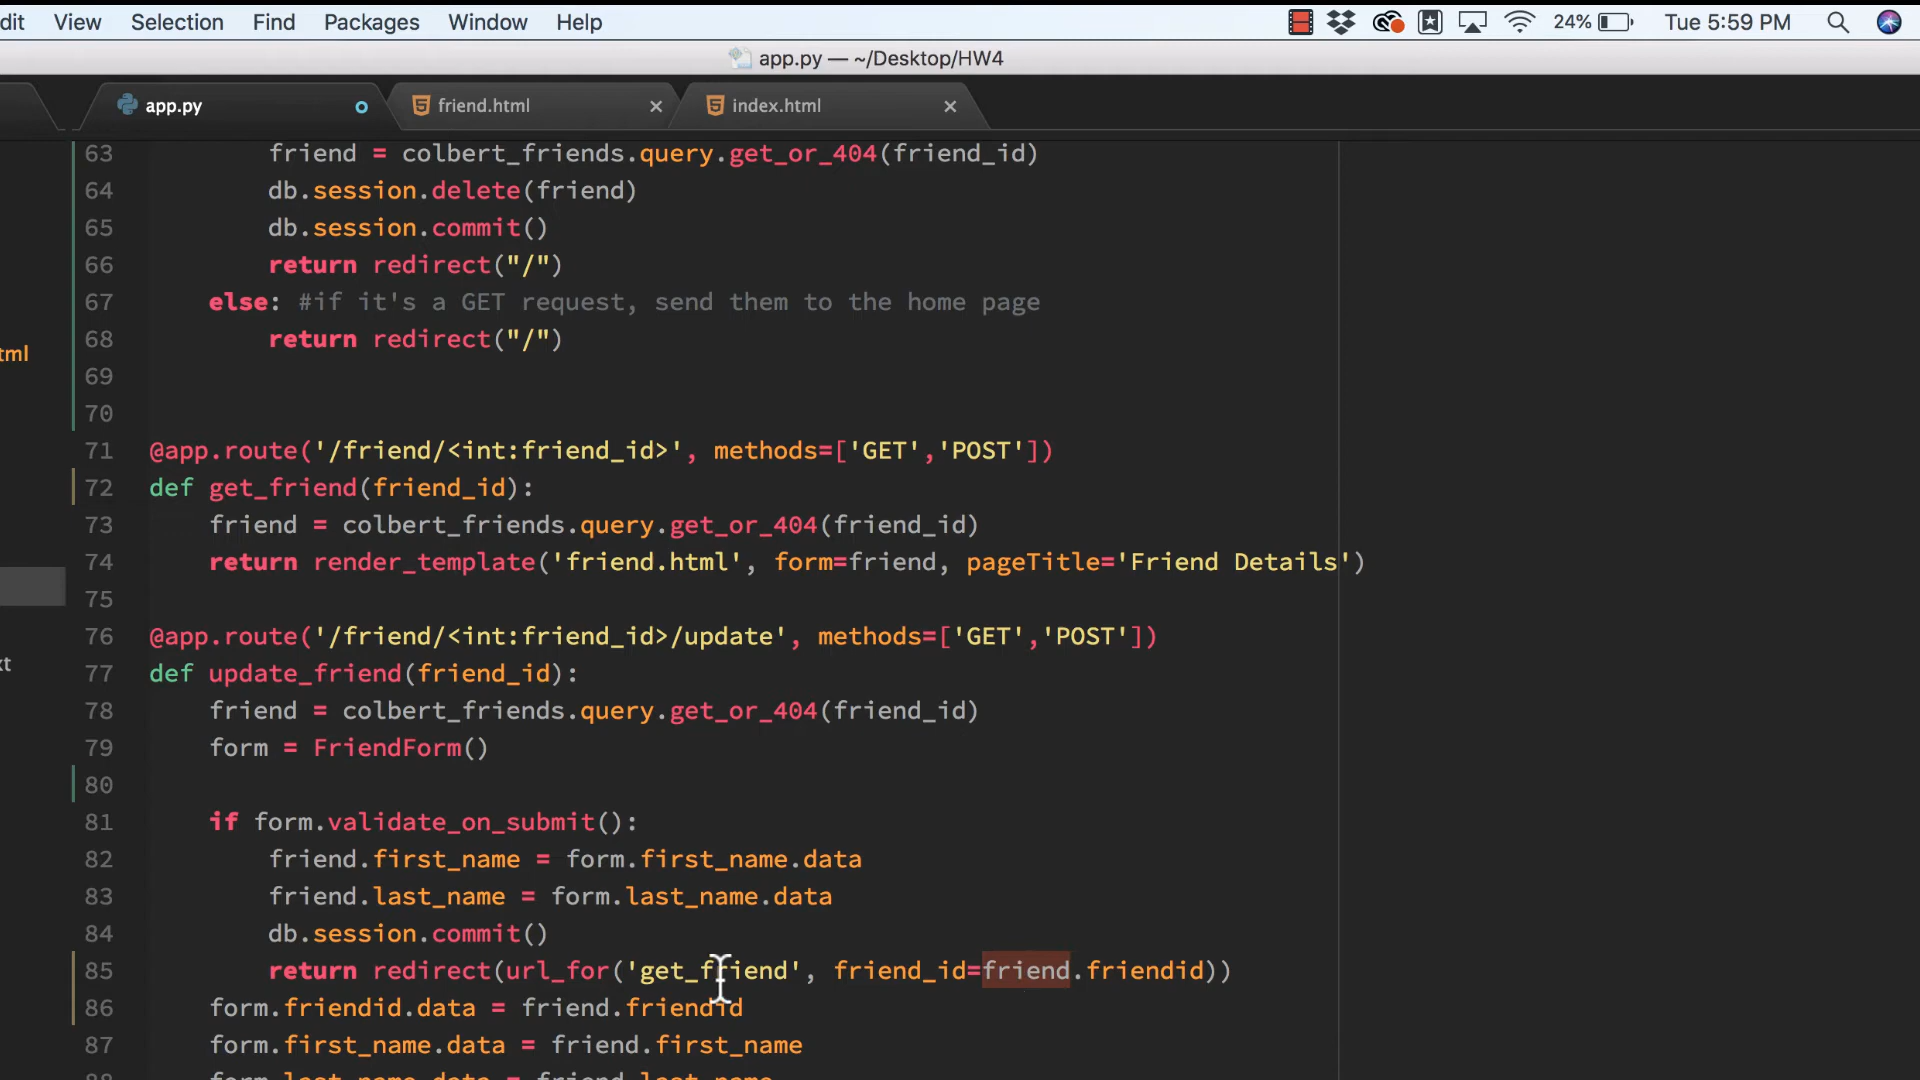 dit View Selection Find Packages Window Help 24% Tue 5:59 PM
app.py — ~/Desktop/HW4
app.py friend.html index.html
63 friend = colbert_friends.query.get_or_404(friend_id)
64 db.session.delete(friend)
65 db.session.commit()
66 return redirect("/")
67 else: #if it's a GET request, send them to the home page
tml
68 return redirect("/")
69
70
71 @app.route('/friend/<int:friend_id>', methods=['GET','POST'])
72 def get_friend(friend_id):
73 friend = colbert_friends.query.get_or_404(friend_id)
74 return render_template('friend.html', form=friend, pageTitle='Friend Details')
75
76 @app.route('/friend/<int:friend_id>/update', methods=['GET','POST'])
xt
77 def update_friend(friend_id):
78 friend = colbert_friends.query.get_or_404(friend_id)
79 form = FriendForm()
80
81 if form.validate_on_submit():
82 friend.first_name = form.first_name.data
83 friend.last_name = form.last_name.data
84 db.session.commit()
85 return redirect(url_for('get_friend', friend_id=friend.friendid))
86 form.friendid.data = friend.friendid
87 form.first_name.data = friend.first_name
88 form.last_name.data = friend.last_name